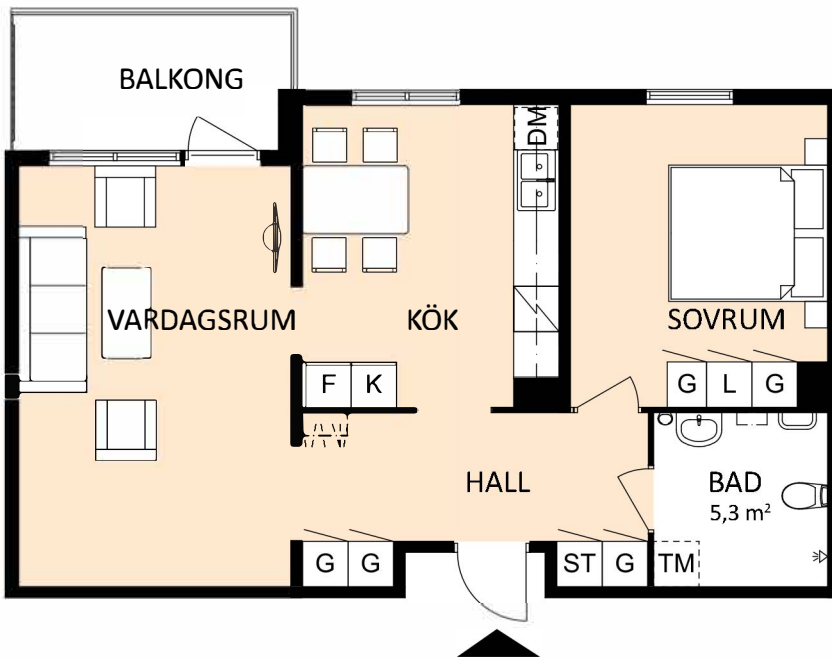 BALKONG
DM
VARDAGSRUM
KÖK
SOVRUM
F K
G L G
HALL
BAD
5,3 m²
G G
ST G TM